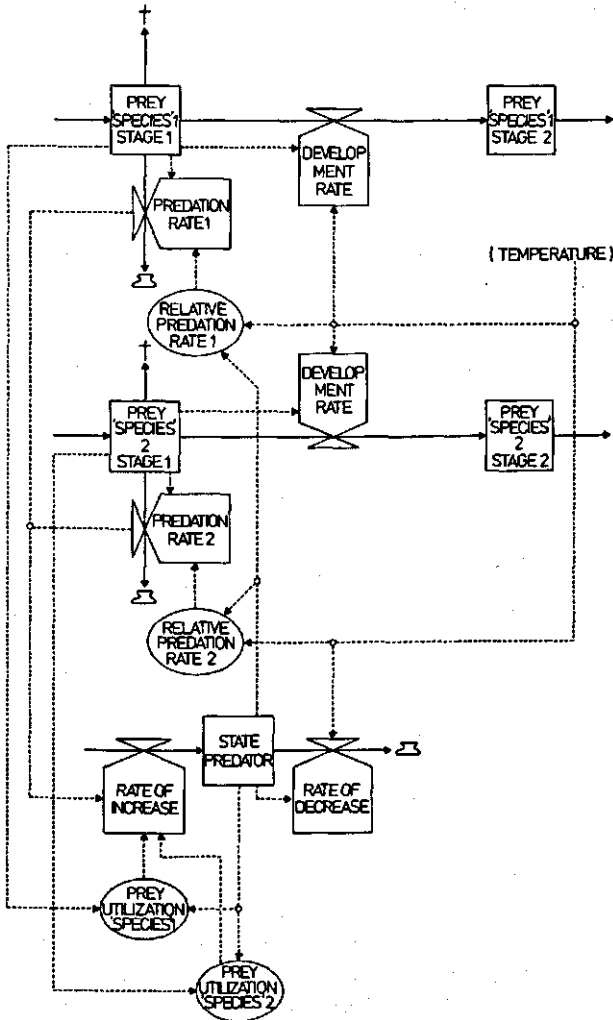 PREY
'SPECIES'1
STAGE 1
PREY
'SPECIES'1
STAGE 2
DEVELOP
MENT
RATE
PREDATION
RATE 1
( TEMPERATURE )
RELATIVE
PREDATION
RATE 1
DEVELOP
MENT
RATE
PREY
'SPECIES'
2
STAGE 1
PREY
'SPECIES'
2
STAGE 2
PREDATION
RATE 2
RELATIVE
PREDATION
RATE 2
STATE
PREDATOR
RATE OF
INCREASE
RATE OF
DECREASE
PREY
UTILIZATION
'SPECIES'1
PREY
UTILIZATION
'SPECIES'2